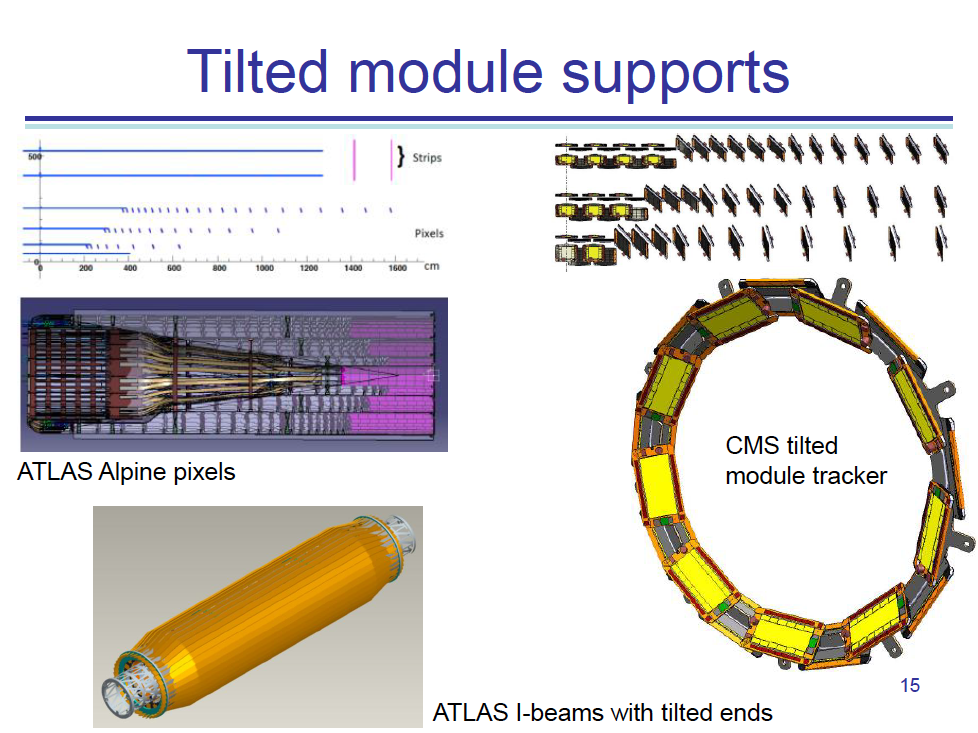 Tilted module supports
500
} Strips
Pixels
0
0 200 400 600 800 1000 1200 1400 1600 cm
ATLAS Alpine pixels
CMS tilted
module tracker
15
ATLAS I-beams with tilted ends